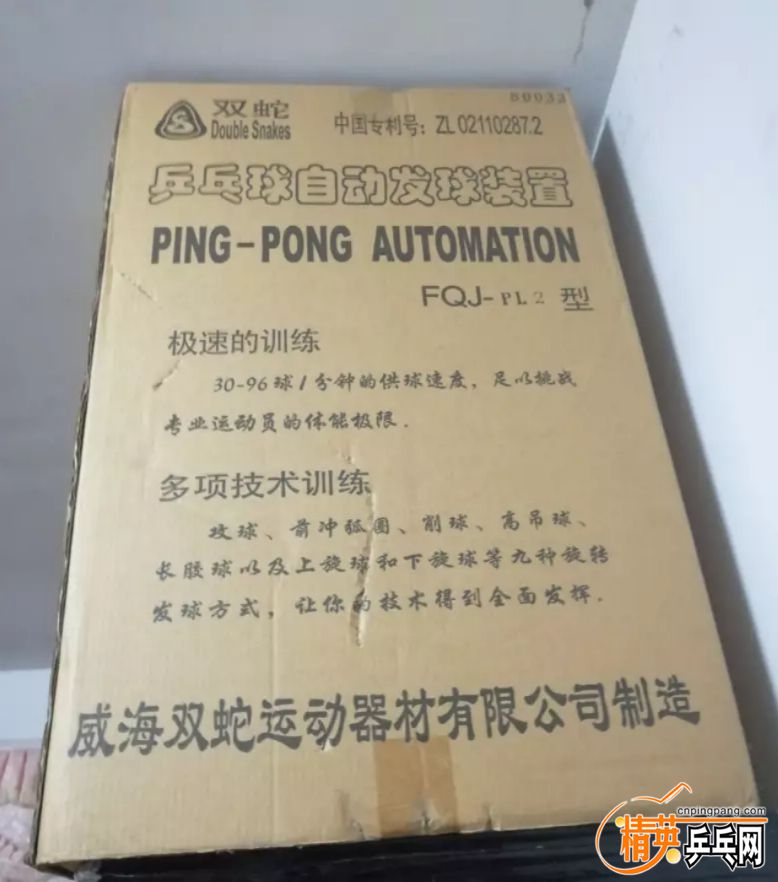 80033
双蛇
Double Snakes
中国专利号：ZL 02110287.2
乒乓球自动发球装置
PING-PONG AUTOMATION
FQJ-PL2 型
极速的训练
30-96球/分钟的供球速度，足以挑战
专业运动员的体能极限．
多项技术训练
攻球、前冲狐圈、削球、高吊球、
长胶球以及上旋球和下旋球等九种旋转
发球方式，让你的技术得到全面发挥．
威海双蛇运动器材有限公司制造
cnpingpang.com
精英乒乓网